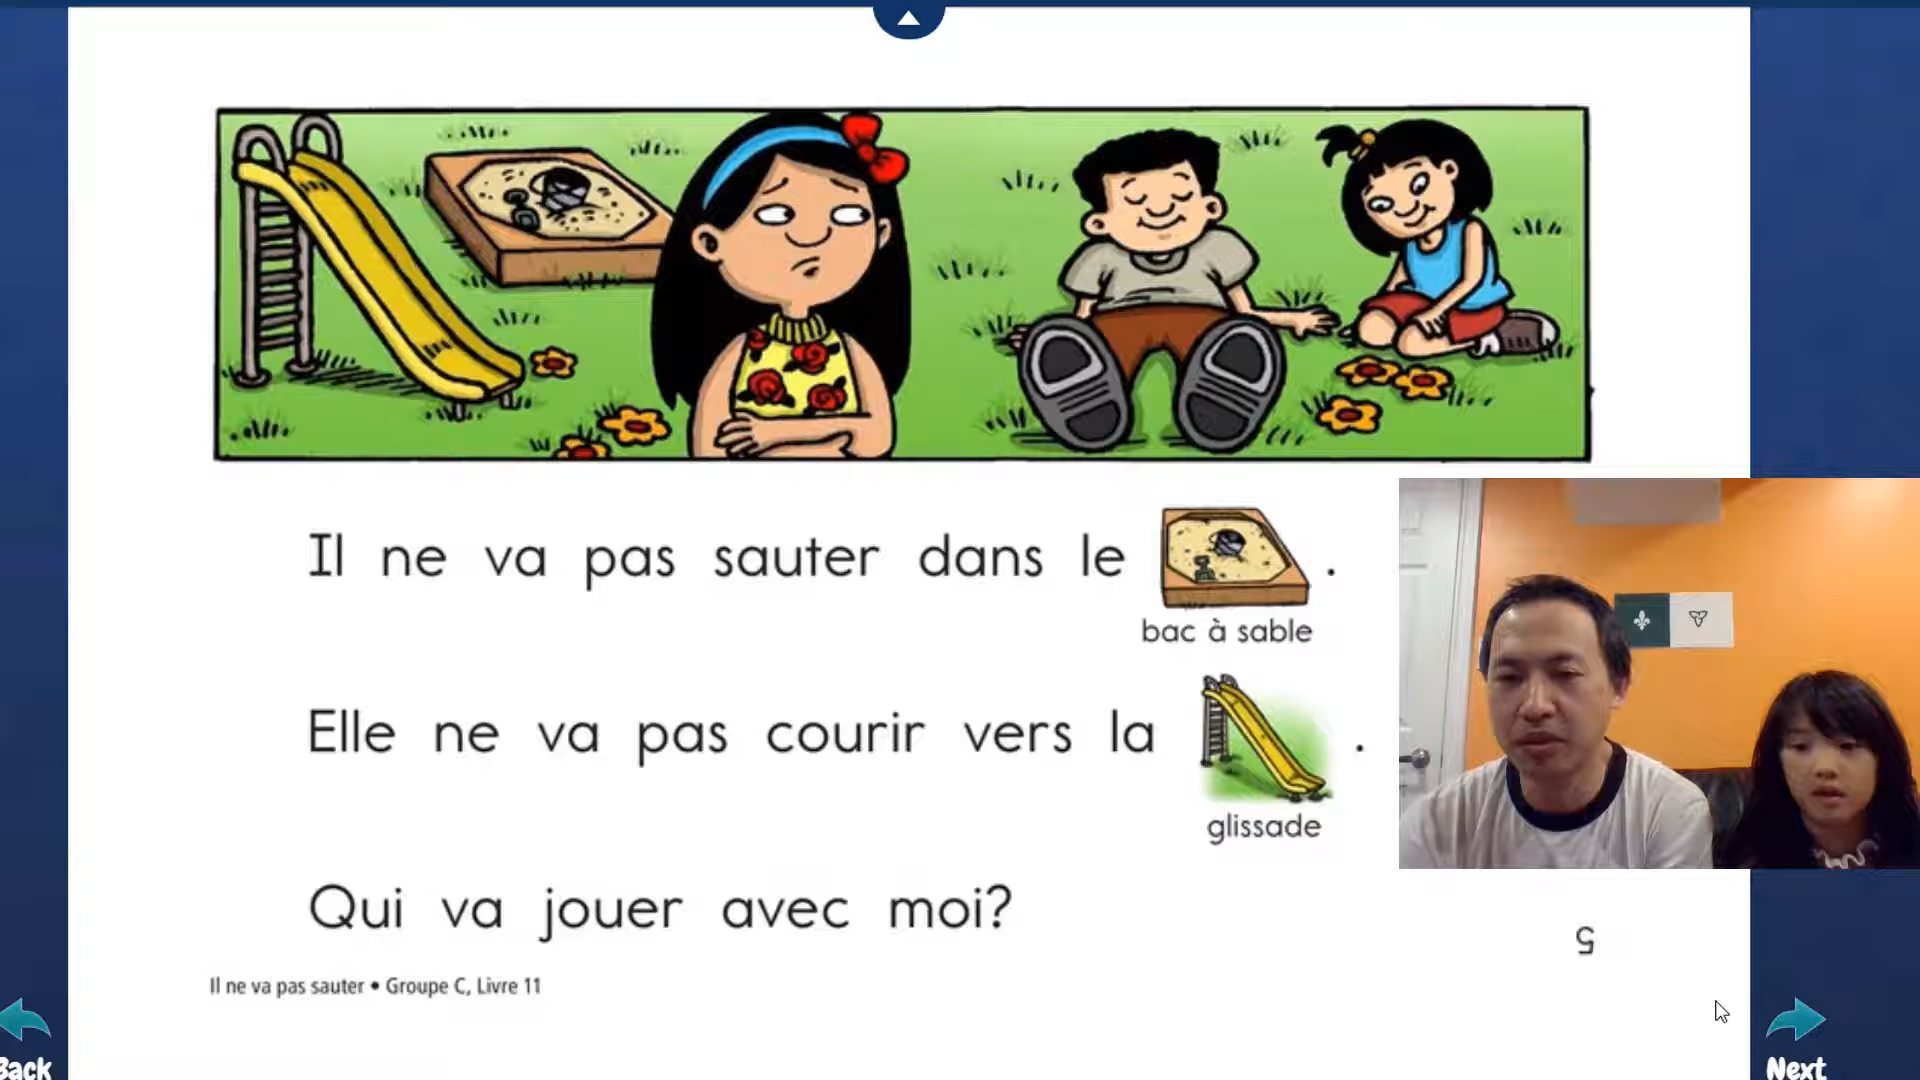 Il ne va pas sauter dans le .
bac à sable
Elle ne va pas courir vers la .
glissade
Qui va jouer avec moi?
5
Il ne va pas sauter • Groupe C, Livre 11
Back
Next